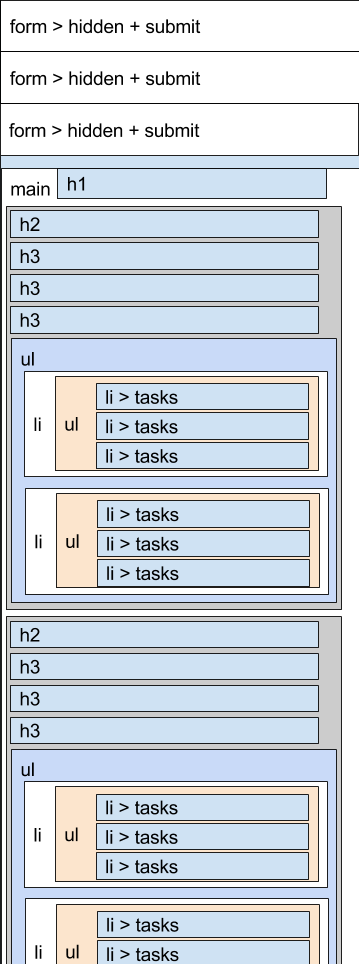 form > hidden + submit
form > hidden + submit
form > hidden + submit
main
h1
h2
h3
h3
h3
ul
li
ul
li > tasks
li > tasks
li > tasks
li
ul
li > tasks
li > tasks
li > tasks
h2
h3
h3
h3
ul
li
ul
li > tasks
li > tasks
li > tasks
li
ul
li > tasks
li > tasks